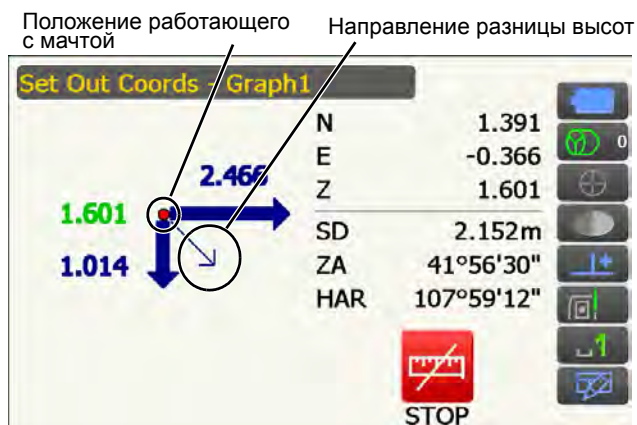 Положение работающего
с мачтой
Направление разницы высот
Set Out Coords - Graph1
N 1.391
E -0.366
Z 1.601
SD 2.152m
ZA 41°56'30"
HAR 107°59'12"
2.466
1.601
1.014
0
STOP